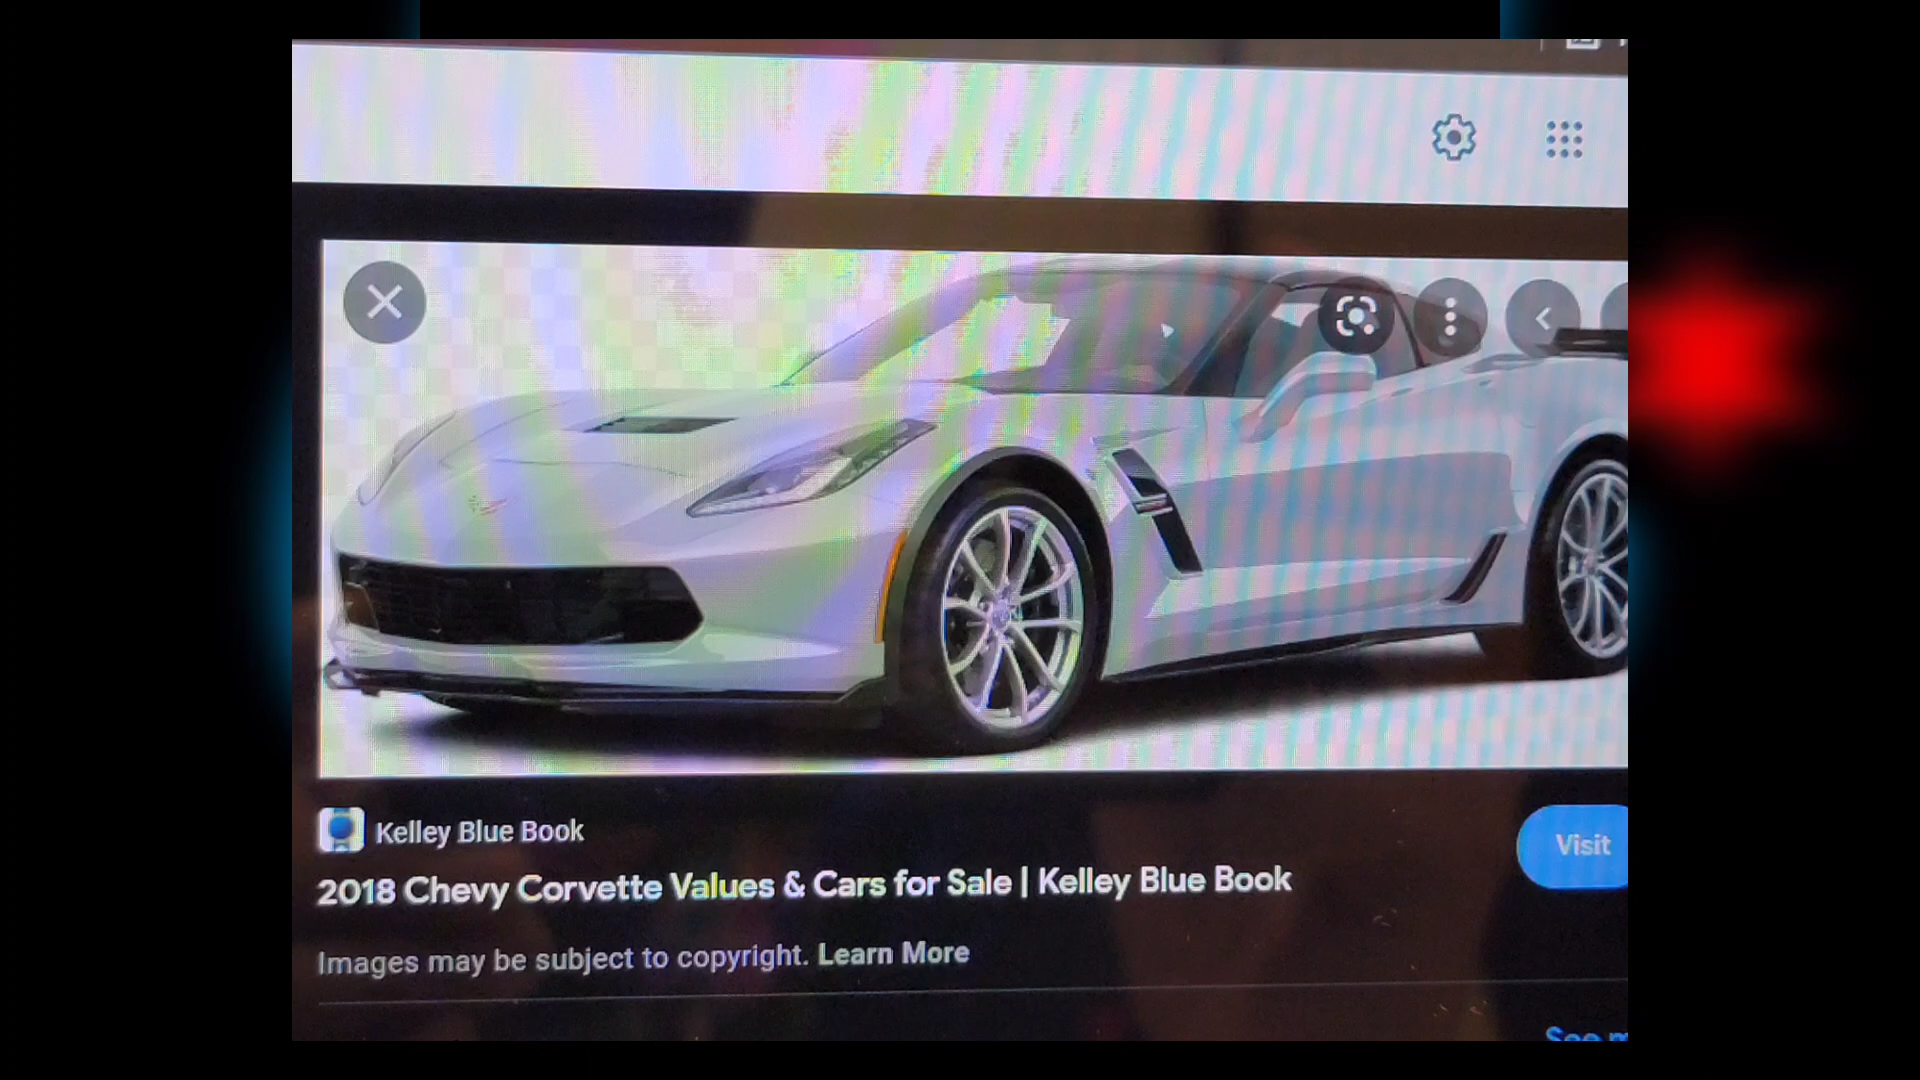 Kelley Blue Book
Visit
2018 Chevy Corvette Values & Cars for Sale | Kelley Blue Book
Images may be subject to copyright. Learn More
See